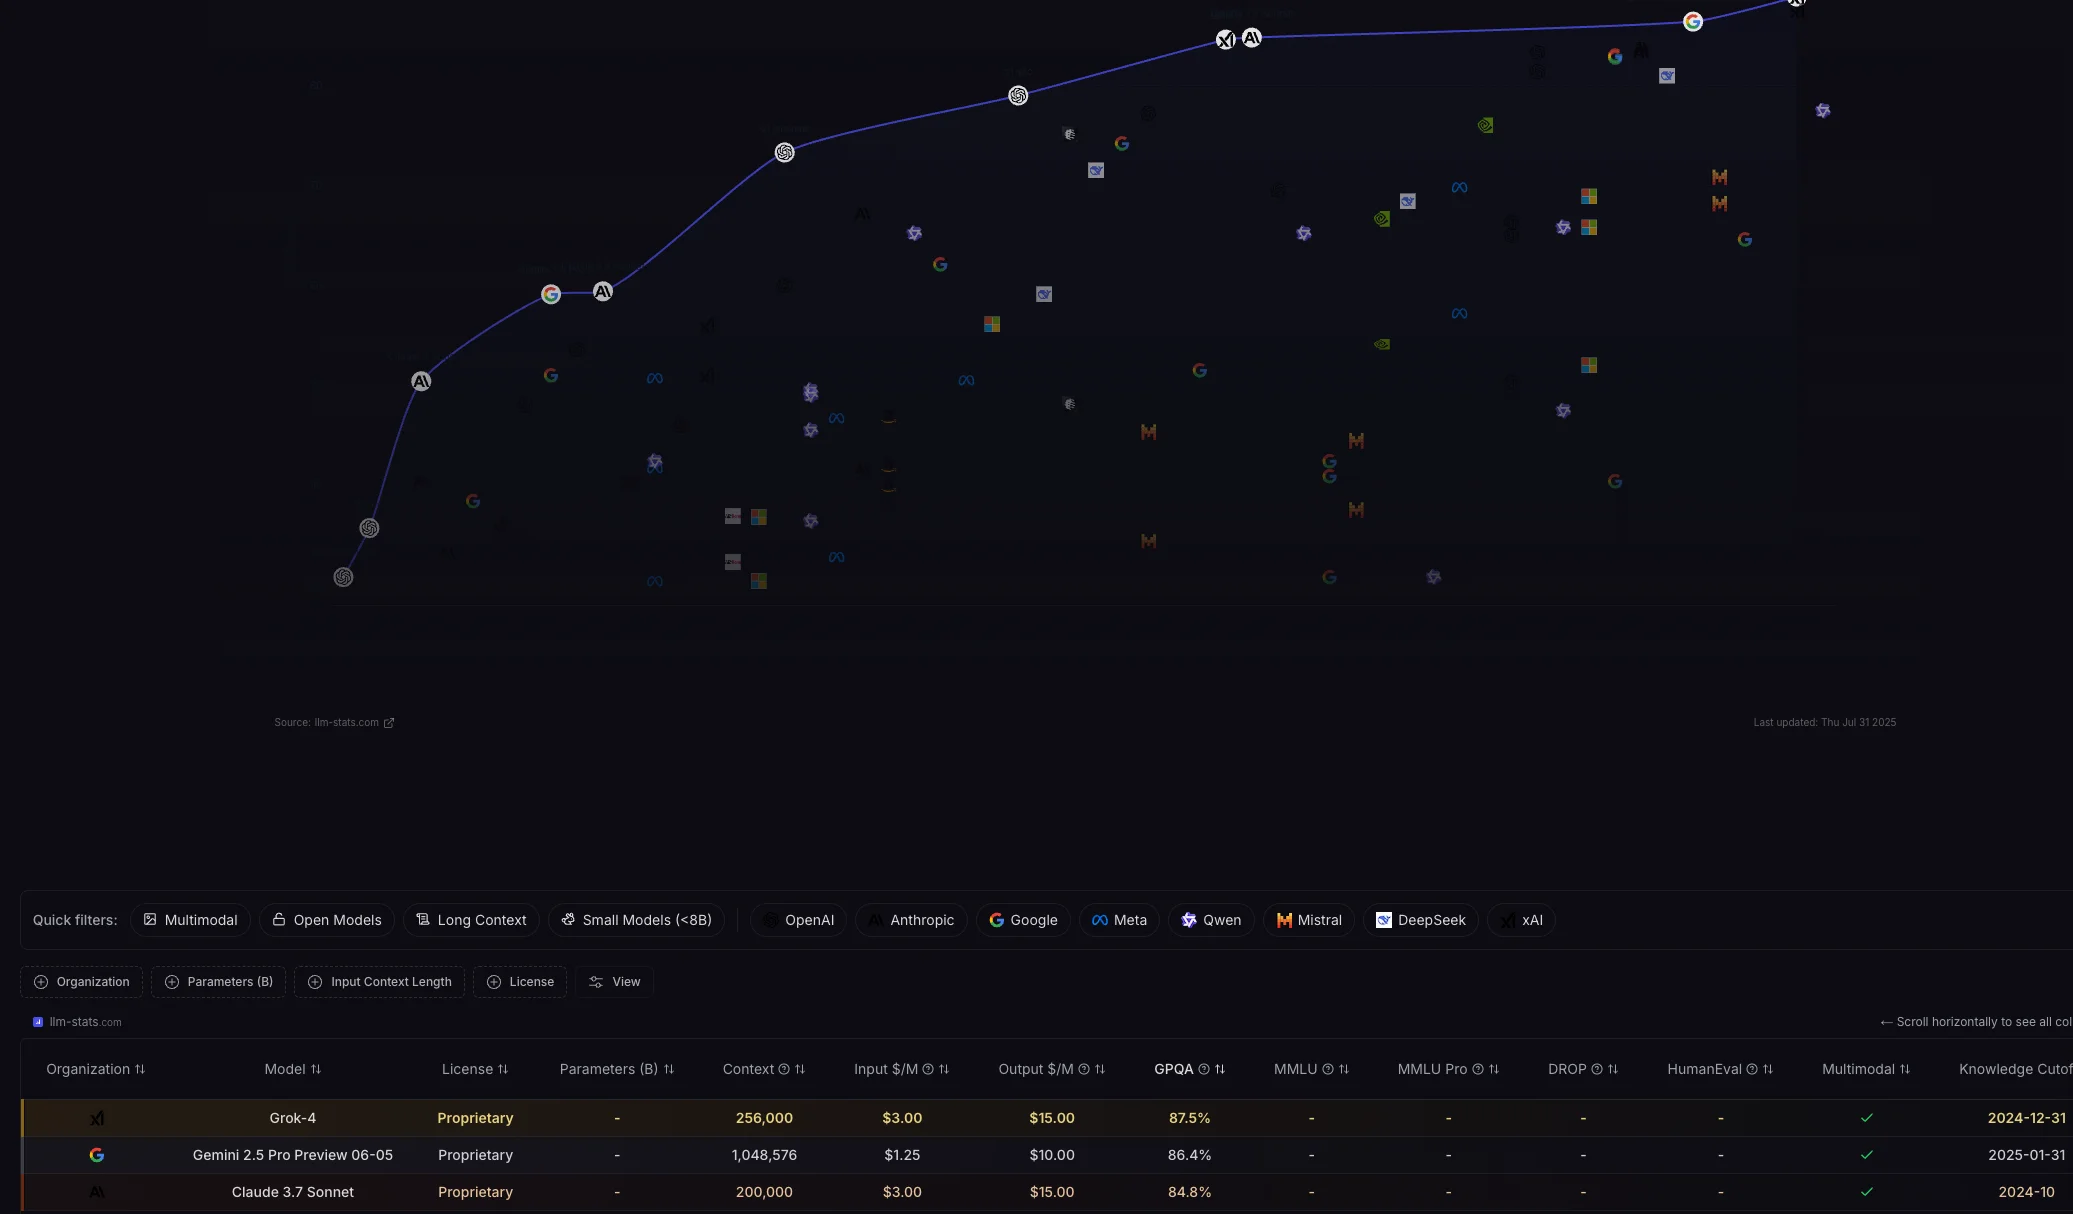 Source: llm-stats.com
Last updated: Thu Jul 31 2025
Quick filters: Multimodal Open Models Long Context Small Models (<8B) OpenAI Anthropic Google Meta Qwen Mistral DeepSeek xAI
Organization Parameters (B) Input Context Length License View
llm-stats.com
← Scroll horizontally to see all col
Organization Model License Parameters (B) Context Input $/M Output $/M GPQA MMLU MMLU Pro DROP HumanEval Multimodal Knowledge Cutof
Grok-4 Proprietary - 256,000 $3.00 $15.00 87.5% - - - - ✓ 2024-12-31
Gemini 2.5 Pro Preview 06-05 Proprietary - 1,048,576 $1.25 $10.00 86.4% - - - - ✓ 2025-01-31
Claude 3.7 Sonnet Proprietary - 200,000 $3.00 $15.00 84.8% - - - - ✓ 2024-10